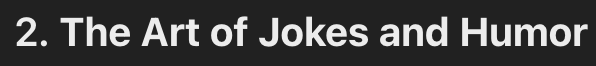 2. The Art of Jokes and Humor